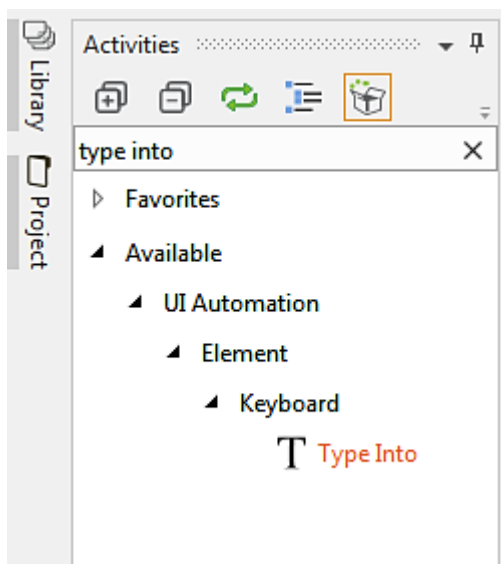 Library
Project
Activities
type into
Favorites
Available
UI Automation
Element
Keyboard
T Type Into